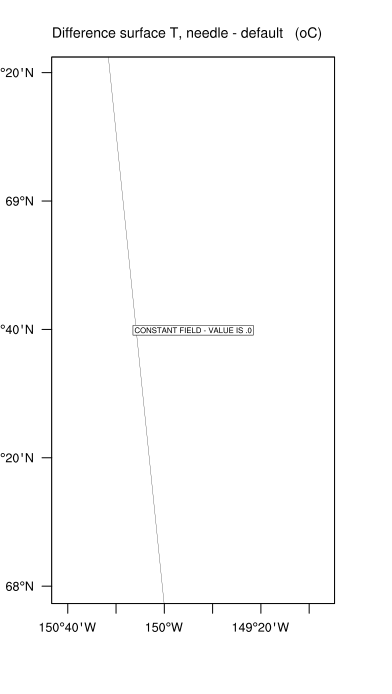 Difference surface T, needle - default (oC)
°20'N
69°N
°40'N
CONSTANT FIELD - VALUE IS .0
°20'N
68°N
150°40'W 150°W 149°20'W